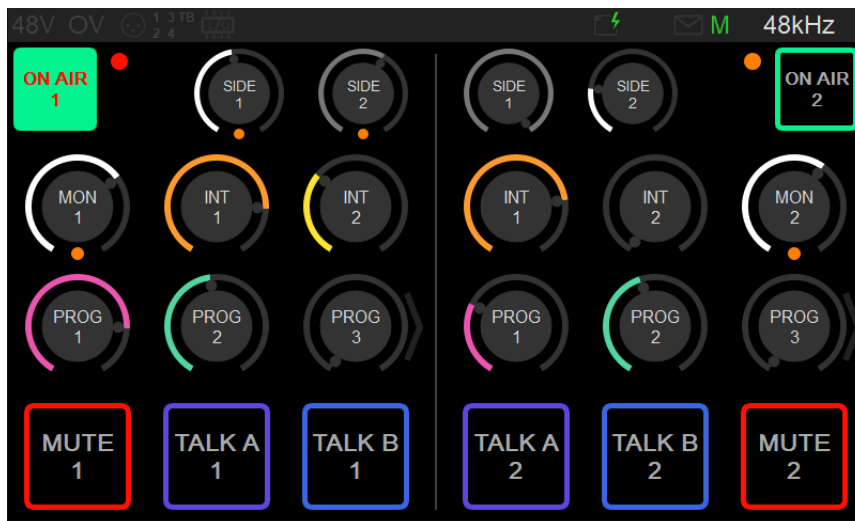 48V OV 1 3 TB I/O M 48kHz
2 4
ON AIR
1
SIDE
1
SIDE
2
SIDE
1
SIDE
2
ON AIR
2
MON
1
INT
1
INT
2
INT
1
INT
2
MON
2
PROG
1
PROG
2
PROG
3
PROG
1
PROG
2
PROG
3
MUTE
1
TALK A
1
TALK B
1
TALK A
2
TALK B
2
MUTE
2